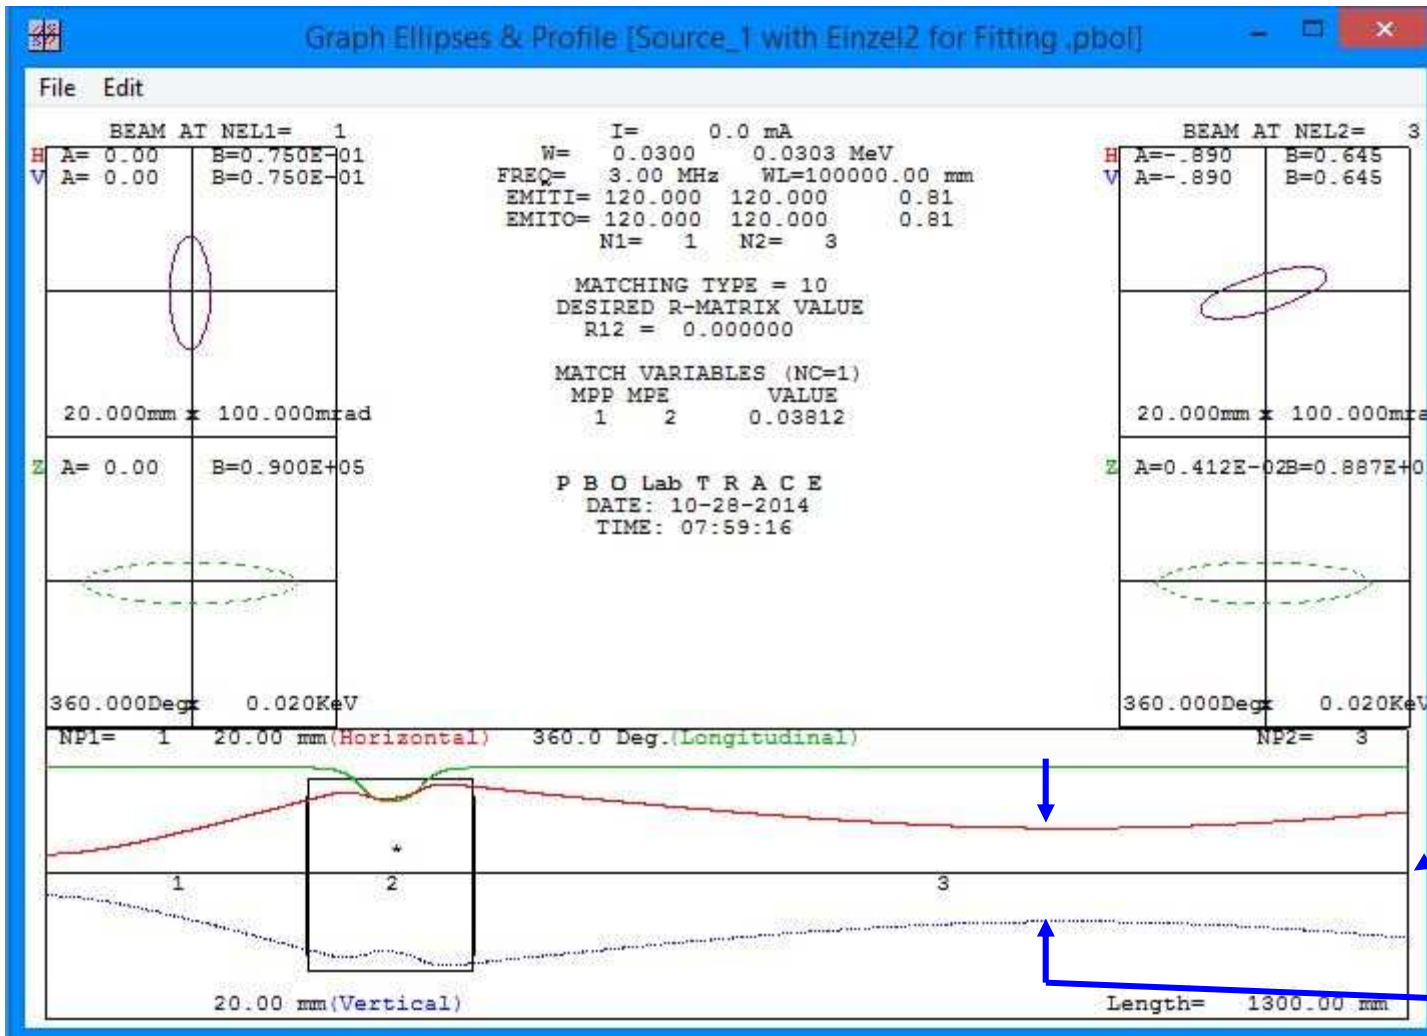 Graph Ellipses & Profile [Source_1 with Einzel2 for Fitting .pbol]
File Edit
BEAM AT NEL1= 1
H A= 0.00 B=0.750E-01
V A= 0.00 B=0.750E-01
20.000mm x 100.000mrad
Z A= 0.00 B=0.900E+05
360.000Degx 0.020KeV
I= 0.0 mA
W= 0.0300 0.0303 MeV
FREQ= 3.00 MHz WL=100000.00 mm
EMITI= 120.000 120.000 0.81
EMITO= 120.000 120.000 0.81
N1= 1 N2= 3
MATCHING TYPE = 10
DESIRED R-MATRIX VALUE
R12 = 0.000000
MATCH VARIABLES (NC=1)
MPP MPE VALUE
1 2 0.03812
P B O Lab T R A C E
DATE: 10-28-2014
TIME: 07:59:16
BEAM AT NEL2= 3
H A=-.890 B=0.645
V A=-.890 B=0.645
20.000mm x 100.000mra
Z A=0.412E-02B=0.887E+0
360.000Degx 0.020KeV
NP1= 1 20.00 mm(Horizontal) 360.0 Deg.(Longitudinal) NP2= 3
* 
1 2 3
20.00 mm(Vertical) Length= 1300.00 mm